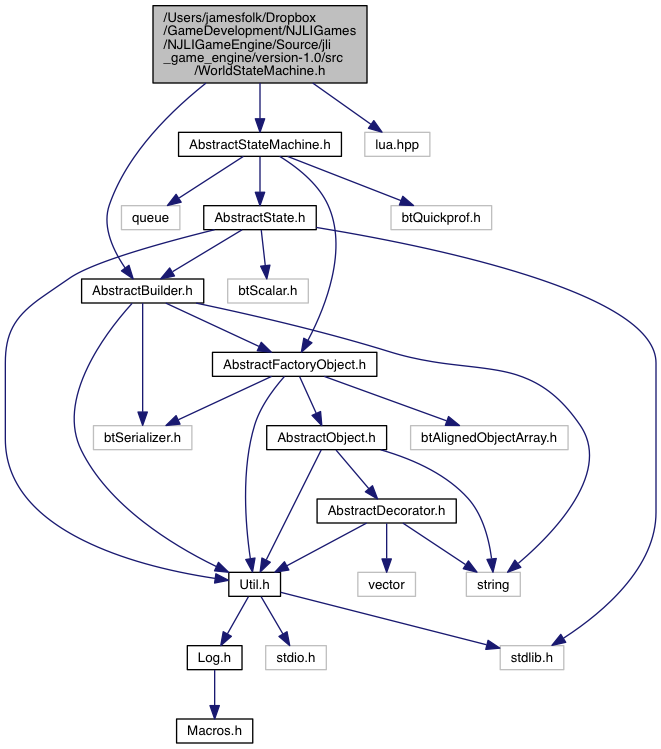 /Users/jamesfolk/Dropbox
/GameDevelopment/NJLIGames
/NJLIGameEngine/Source/jli
_game_engine/version-1.0/src
/WorldStateMachine.h
AbstractStateMachine.h
lua.hpp
queue
AbstractState.h
btQuickprof.h
AbstractBuilder.h
btScalar.h
AbstractFactoryObject.h
btSerializer.h
AbstractObject.h
btAlignedObjectArray.h
AbstractDecorator.h
Util.h
vector
string
Log.h
stdio.h
stdlib.h
Macros.h